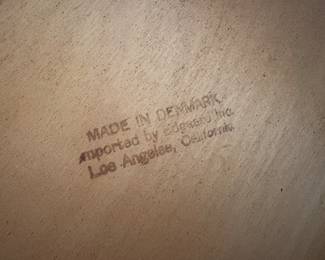 MADE IN DENMARK
Imported by Inc.
Los Angeles, California